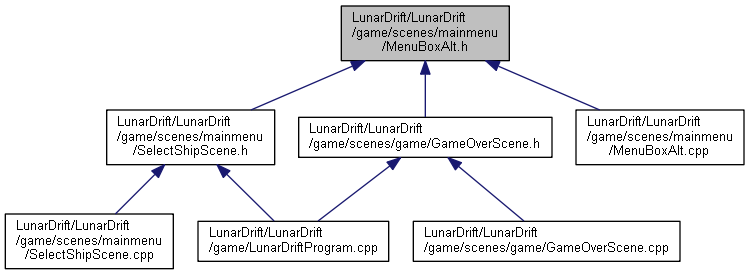 LunarDrift/LunarDrift
/game/scenes/mainmenu
/MenuBoxAlt.h
LunarDrift/LunarDrift
/game/scenes/mainmenu
/SelectShipScene.h
LunarDrift/LunarDrift
/game/scenes/game/GameOverScene.h
LunarDrift/LunarDrift
/game/scenes/mainmenu
/MenuBoxAlt.cpp
LunarDrift/LunarDrift
/game/scenes/mainmenu
/SelectShipScene.cpp
LunarDrift/LunarDrift
/game/LunarDriftProgram.cpp
LunarDrift/LunarDrift
/game/scenes/game/GameOverScene.cpp